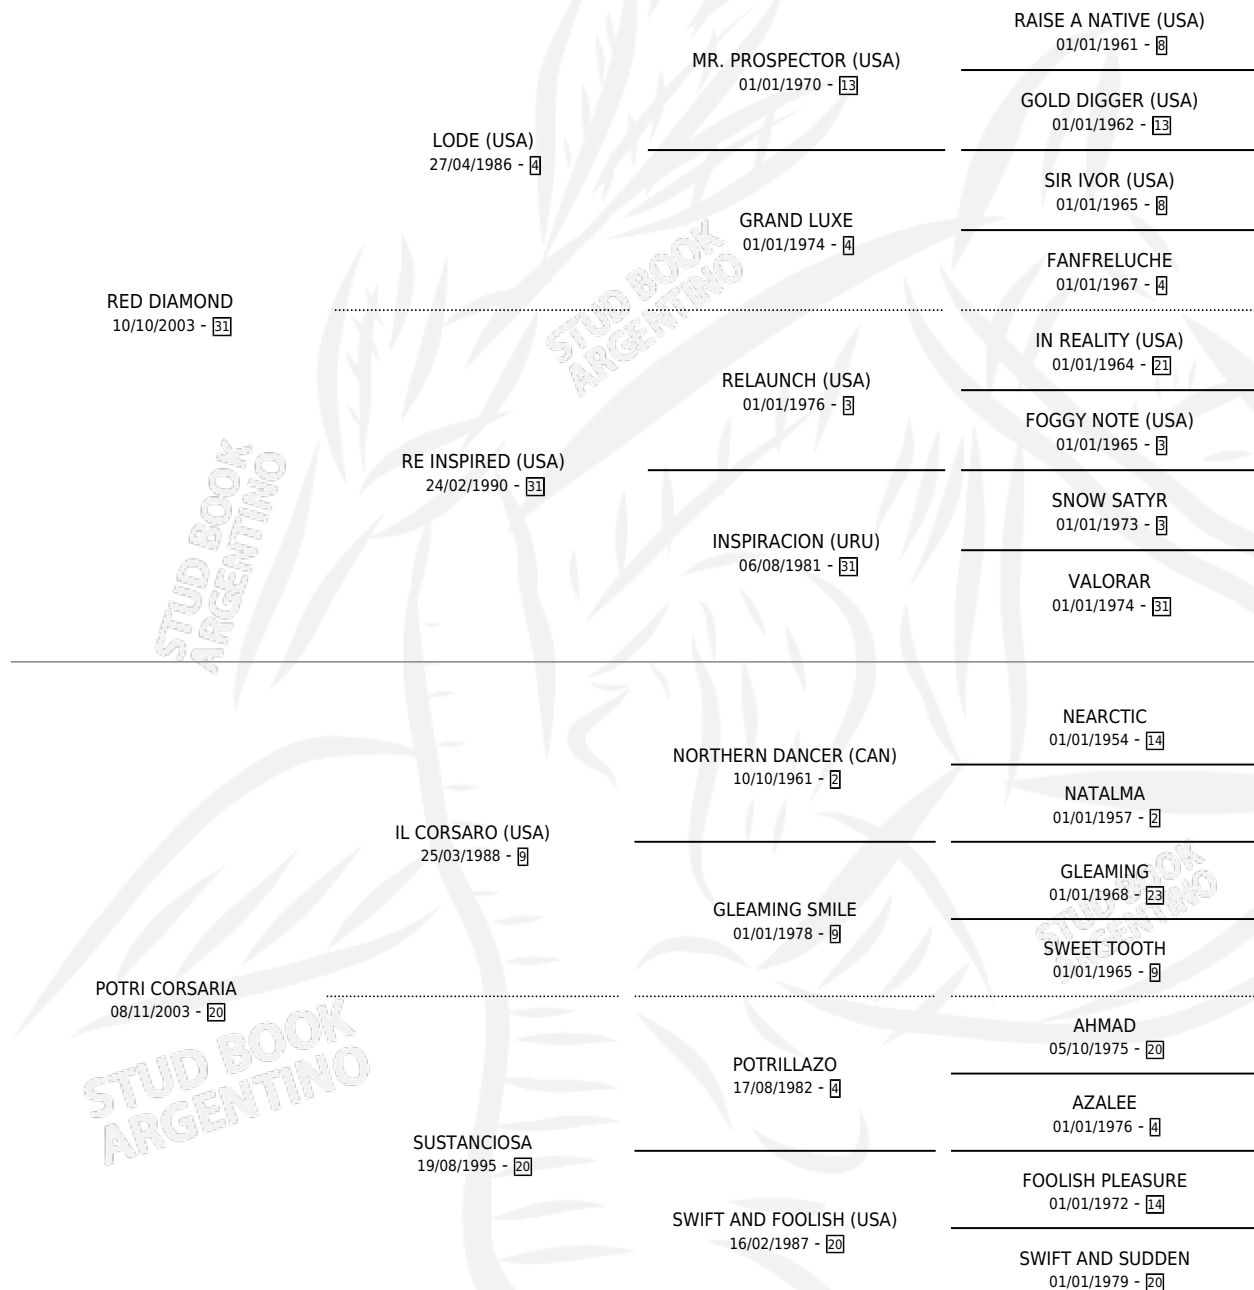 RAISE A NATIVE (USA)
01/01/1961 - 8
MR. PROSPECTOR (USA)
01/01/1970 - 13
GOLD DIGGER (USA)
01/01/1962 - 13
LODE (USA)
27/04/1986 - 4
SIR IVOR (USA)
01/01/1965 - 8
GRAND LUXE
01/01/1974 - 4
FANFRELUCHE
01/01/1967 - 4
RED DIAMOND
10/10/2003 - 31
IN REALITY (USA)
01/01/1964 - 21
RELAUNCH (USA)
01/01/1976 - 3
FOGGY NOTE (USA)
01/01/1965 - 3
RE INSPIRED (USA)
24/02/1990 - 31
SNOW SATYR
01/01/1973 - 3
INSPIRACION (URU)
06/08/1981 - 31
VALORAR
01/01/1974 - 31
NEARCTIC
01/01/1954 - 14
NORTHERN DANCER (CAN)
10/10/1961 - 2
NATALMA
01/01/1957 - 2
IL CORSARO (USA)
25/03/1988 - 9
GLEAMING
01/01/1968 - 23
GLEAMING SMILE
01/01/1978 - 9
SWEET TOOTH
01/01/1965 - 9
POTRI CORSARIA
08/11/2003 - 20
AHMAD
05/10/1975 - 20
POTRILLAZO
17/08/1982 - 4
AZALEE
01/01/1976 - 4
SUSTANCIOSA
19/08/1995 - 20
FOOLISH PLEASURE
01/01/1972 - 14
SWIFT AND FOOLISH (USA)
16/02/1987 - 20
SWIFT AND SUDDEN
01/01/1979 - 20
STUD BOOK
ARGENTINO
STUD BOOK
ARGENTINO
STUD BOOK
ARGENTINO
STUD BOOK
ARGENTINO